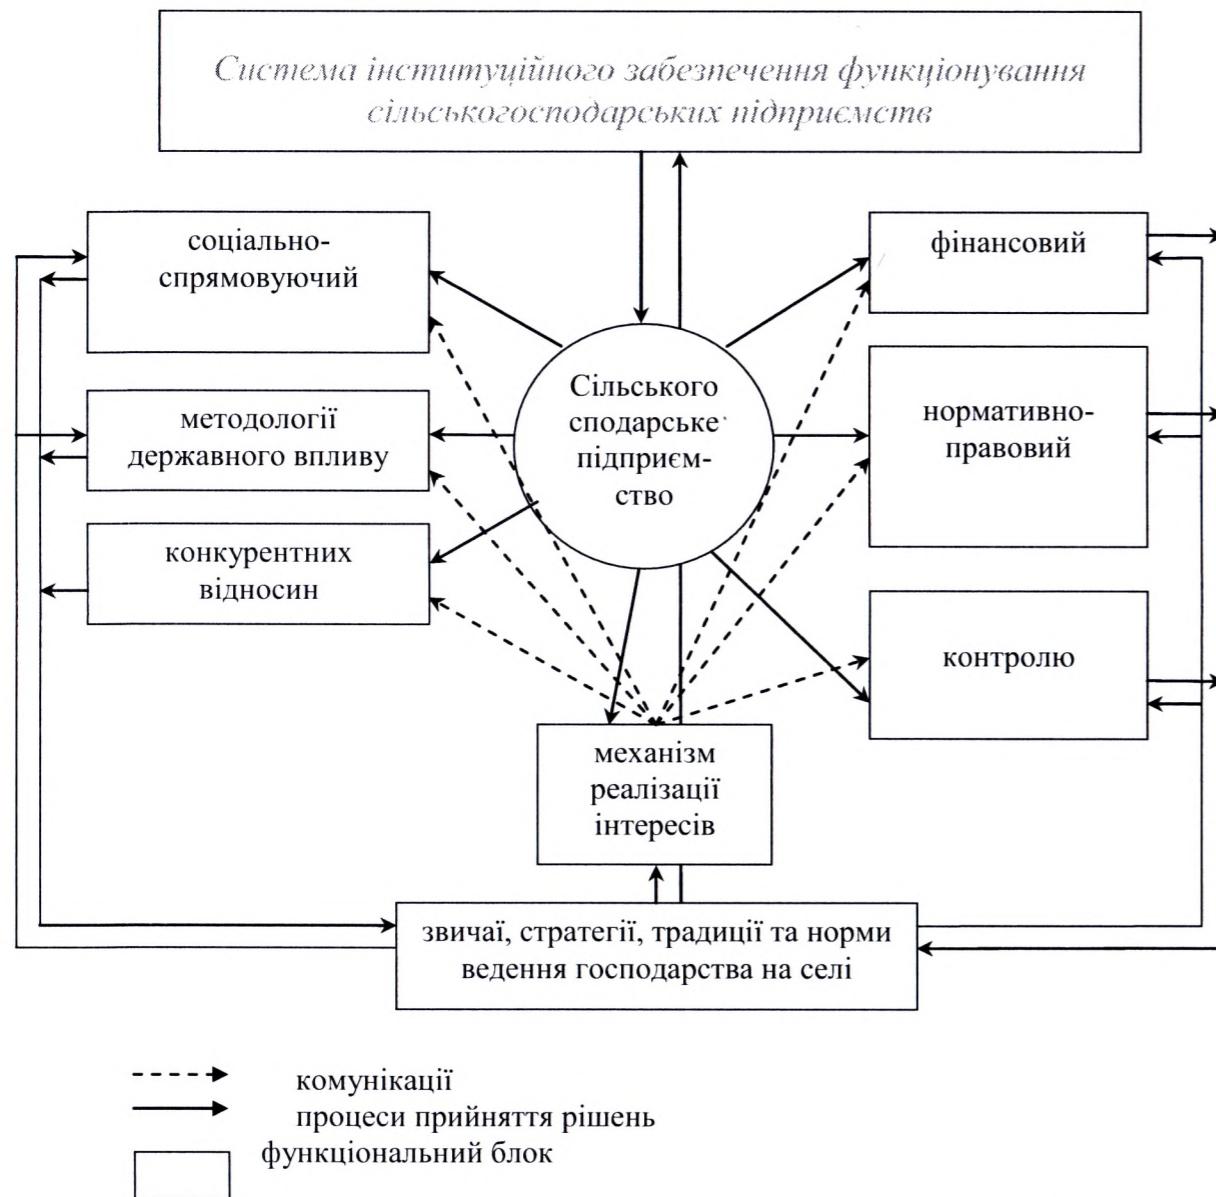 Система інституційного забезпечення функціонування
сільськогосподарських підприємств
соціально-
спрямовуючий
фінансовий
методології
державного впливу
Сільського
сподарське
підприєм-
ство
нормативно-
правовий
конкурентних
відносин
контролю
механізм
реалізації
інтересів
звичаї, стратегії, традиції та норми
ведення господарства на селі
комунікації
процеси прийняття рішень
функціональний блок